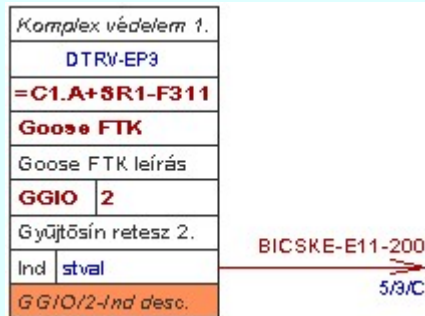 Komplex védelem 1.
DTRV-EP3
=C1.A+SR1-F311
Goose FTK
Goose FTK leírás
GGIO 2
Gyűjtősín retesz 2.
Ind stval
GGIO/2-Ind desc.
BICSKE-E11-200
5/3/C